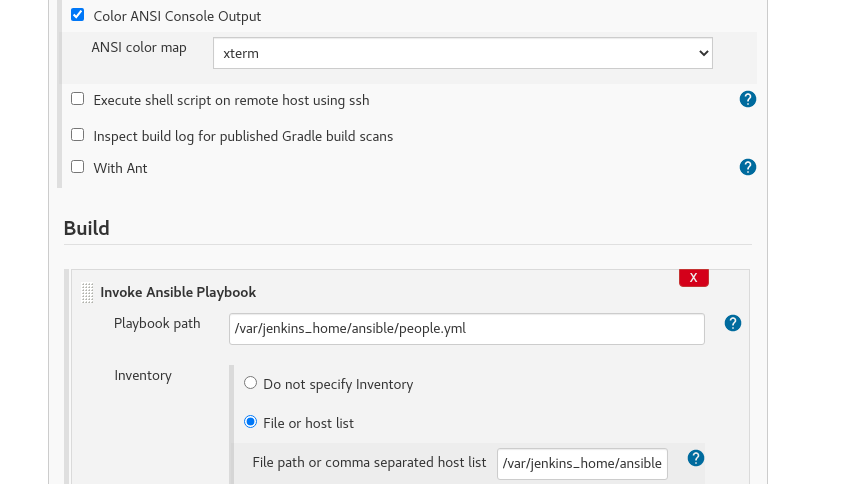 Color ANSI Console Output
ANSI color map
xterm
Execute shell script on remote host using ssh
?
Inspect build log for published Gradle build scans
With Ant
?
Build
X
Invoke Ansible Playbook
Playbook path
/var/jenkins_home/ansible/people.yml
?
Inventory
Do not specify Inventory
File or host list
File path or comma separated host list
/var/jenkins_home/ansible
?